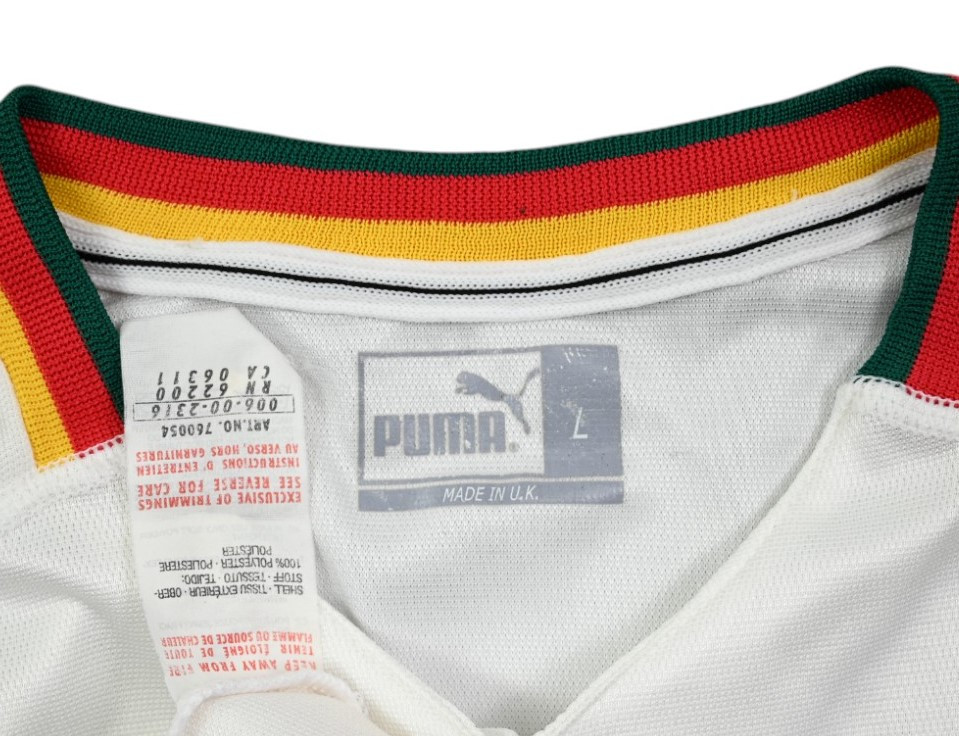 PUMA®
L
MADE IN U.K.
KEEP AWAY FROM FIRE
TENIR ÉLOIGNÉ DE TOUTE
FLAMME OU SOURCE DE CHALEUR
SHELL · TISSU EXTÉRIEUR · OBER-
STOFF · TESSUTO · TEJIDO:
100% POLYESTER · POLIESTERE
POLIÉSTER
EXCLUSIVE OF TRIMMINGS
SEE REVERSE FOR CARE
INSTRUCTIONS D'ENTRETIEN
AU VERSO, HORS GARNITURES
ART.NO. 760054
006-00-2316
RN 62200
CA 06311